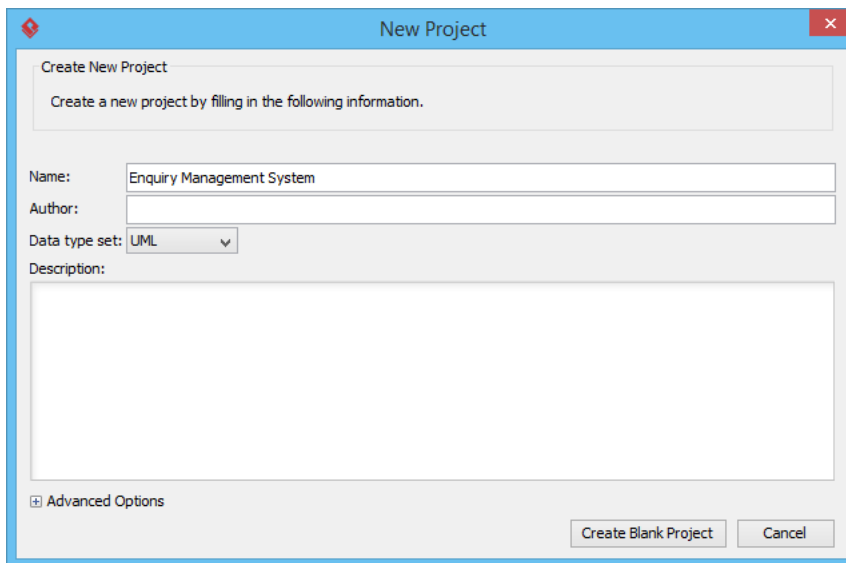 New Project
Create New Project
Create a new project by filling in the following information.
Name: Enquiry Management System
Author:
Data type set: UML
Description:
Advanced Options
Create Blank Project Cancel